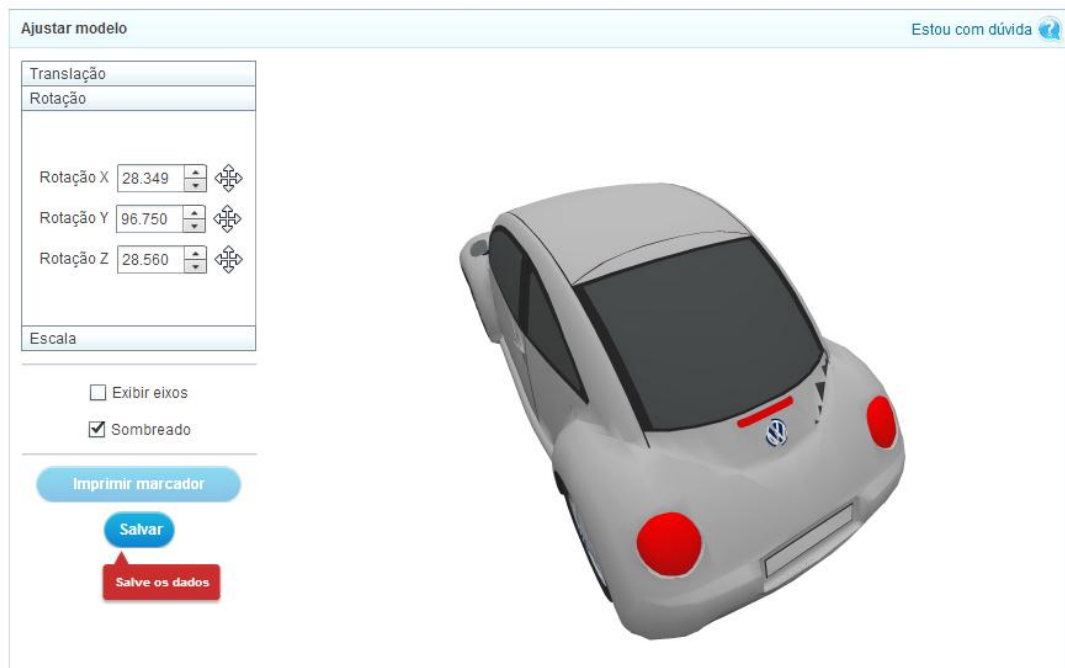 Ajustar modelo
Estou com dúvida
Translação
Rotação
Rotação X 28.349
Rotação Y 96.750
Rotação Z 28.560
Escala
Exibir eixos
Sombreado
Imprimir marcador
Salvar
Salve os dados